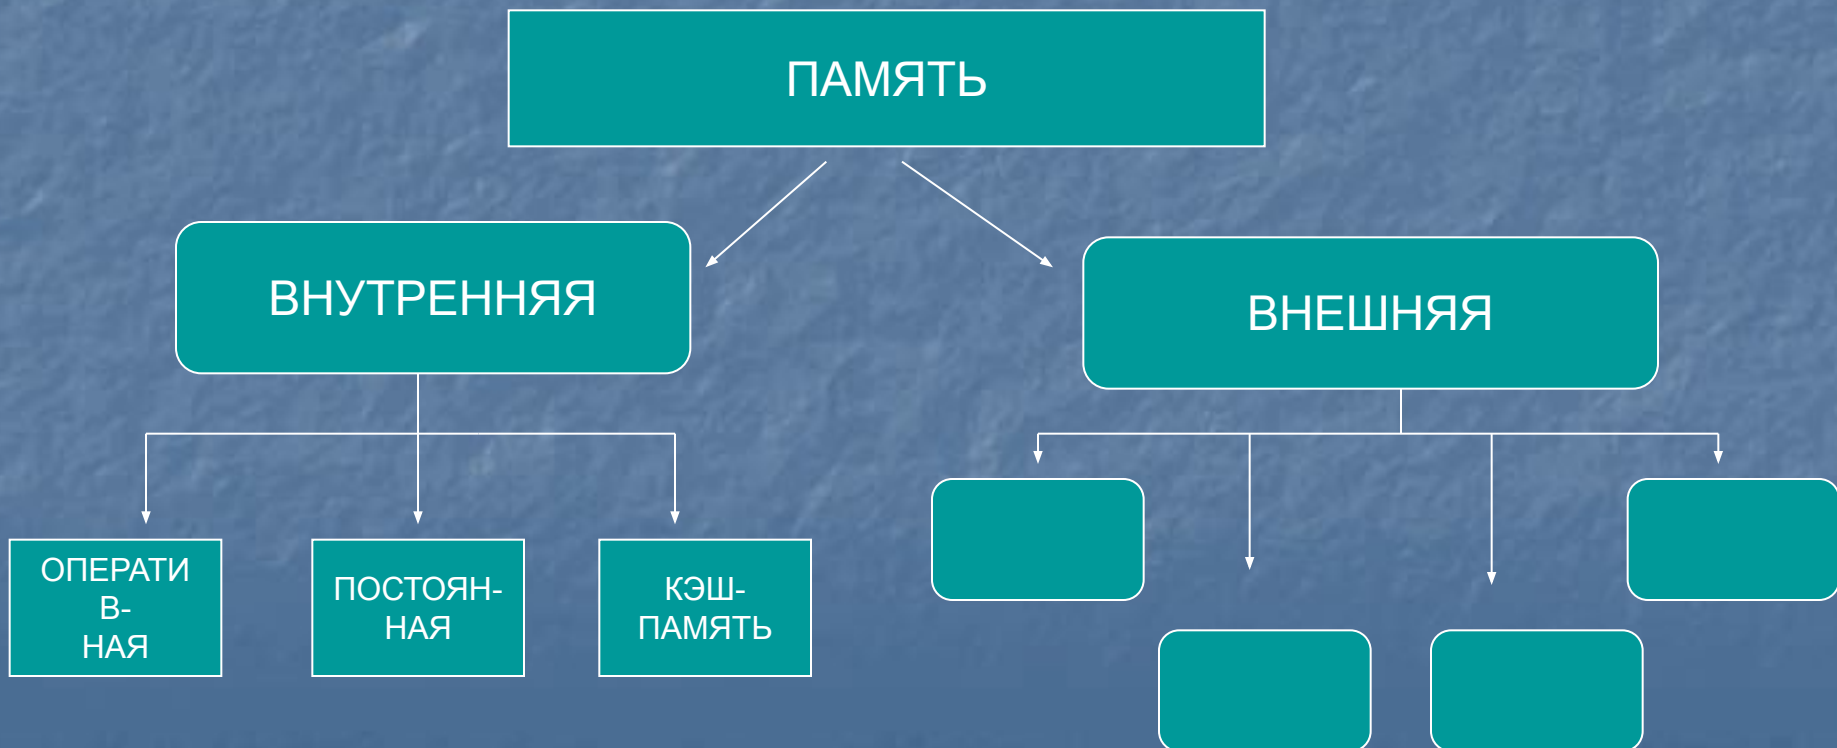 ПАМЯТЬ
ВНУТРЕННЯЯ
ВНЕШНЯЯ
ОПЕРАТИ
В-
НАЯ
ПОСТОЯН-
НАЯ
КЭШ-
ПАМЯТЬ